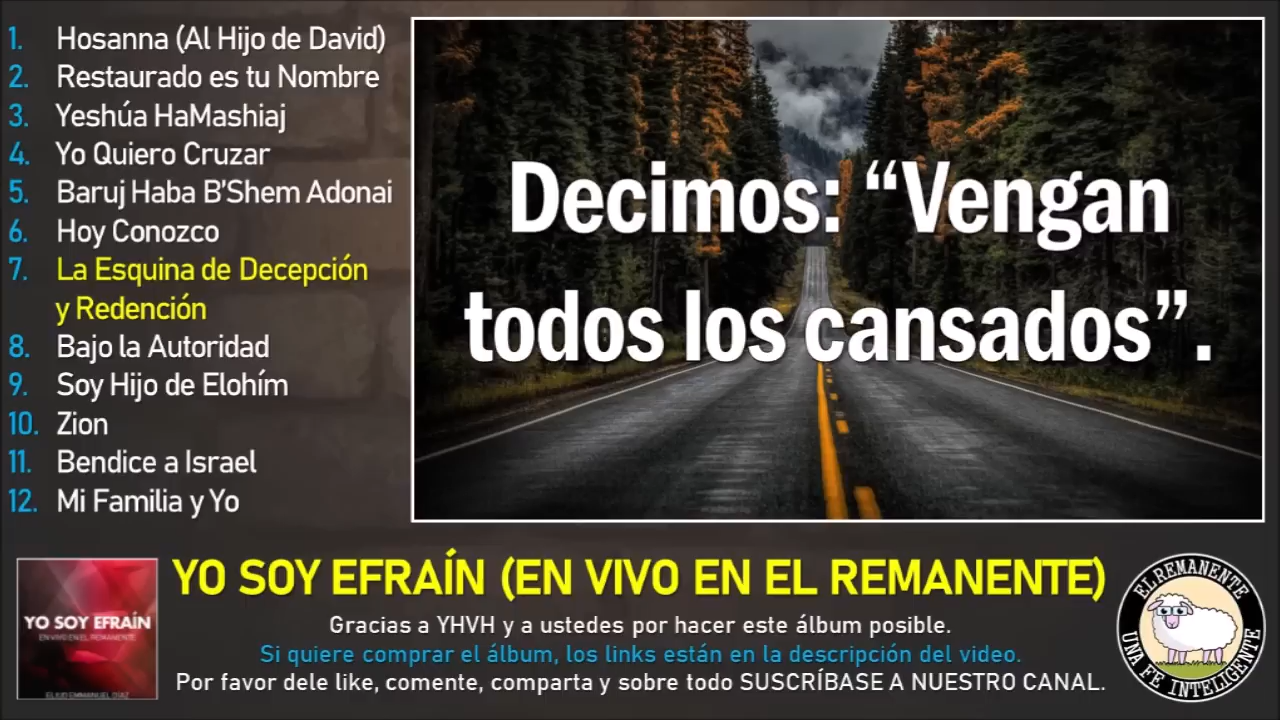 1. Hosanna (Al Hijo de David)
2. Restaurado es tu Nombre
3. Yeshúa HaMashiaj
4. Yo Quiero Cruzar
5. Baruj Haba B'Shem Adonai
6. Hoy Conozco
7. La Esquina de Decepción
y Redención
8. Bajo la Autoridad
9. Soy Hijo de Elohím
10. Zion
11. Bendice a Israel
12. Mi Familia y Yo
Decimos: “Vengan
todos los cansados”.
YO SOY EFRAÍN
EN VIVO EN EL REMANENTE
ELIUD EMMANUEL DÍAZ
YO SOY EFRAÍN (EN VIVO EN EL REMANENTE)
Gracias a YHVH y a ustedes por hacer este álbum posible.
Si quiere comprar el álbum, los links están en la descripción del video.
Por favor dele like, comente, comparta y sobre todo SUSCRÍBASE A NUESTRO CANAL.
EL REMANENTE
UNA FE INTELIGENTE